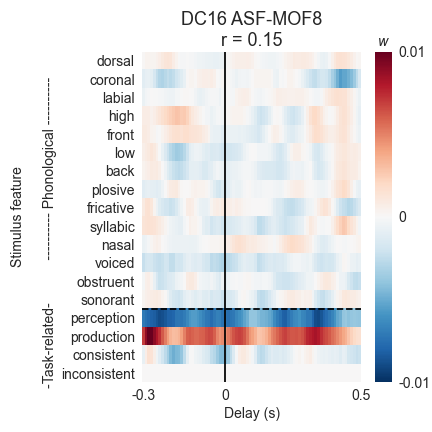 DC16 ASF-MOF8
r = 0.15
w
dorsal
coronal
labial
high
front
low
back
plosive
fricative
syllabic
nasal
voiced
obstruent
sonorant
perception
production
consistent
inconsistent
Stimulus feature
---------- Phonological ----------
-Task-related-
0.01
0
-0.01
-0.3
0
0.5
Delay (s)